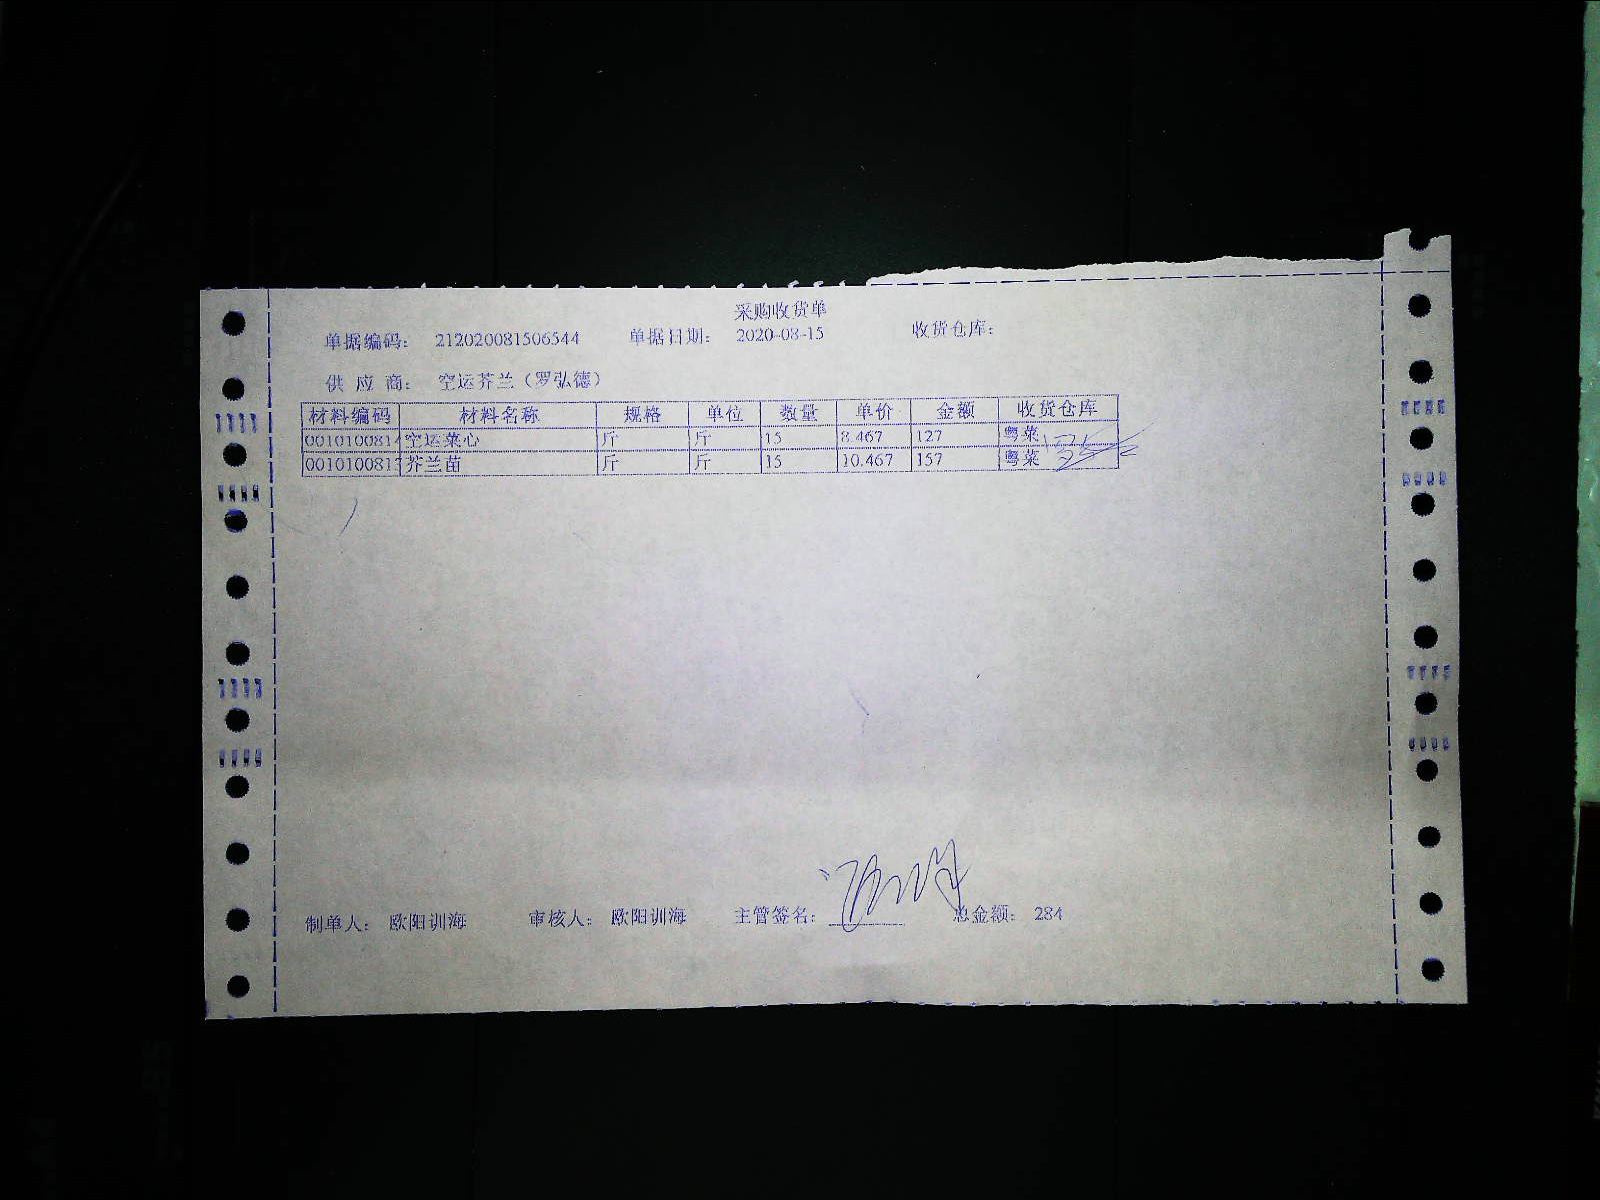 采购收货单
单据编码： 212020081506544 单据日期： 2020-08-15 收货仓库：
供 应 商： 空运芥兰（罗弘德）
材料编码 材料名称 规格 单位 数量 单价 金额 收货仓库
0010100814 空运菜心 斤 斤 15 8.467 127 粤菜
001010081 芥兰苗 斤 斤 15 10.467 157 粤菜
制单人： 欧阳训海 审核人： 欧阳训海 主管签名： 总金额： 284